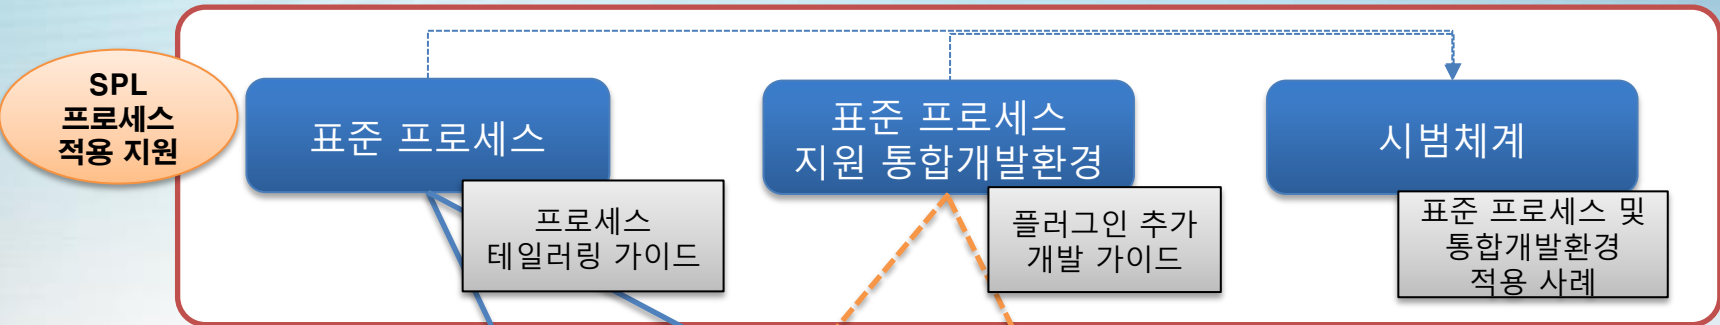 SPL
프로세스
적용 지원
표준 프로세스
표준 프로세스
지원 통합개발환경
시범체계
프로세스
테일러링 가이드
플러그인 추가
개발 가이드
표준 프로세스 및
통합개발환경
적용 사례